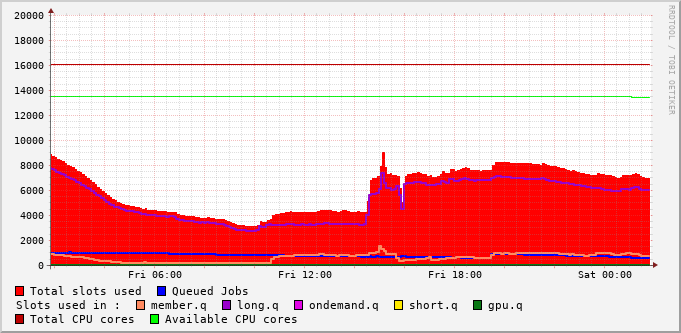 20000
18000
16000
14000
12000
10000
8000
6000
4000
2000
0
Fri 06:00 Fri 12:00 Fri 18:00 Sat 00:00
RRDTOOL / TOBI OETIKER
Total slots used Queued Jobs
Slots used in : member.q long.q ondemand.q short.q gpu.q
Total CPU cores Available CPU cores